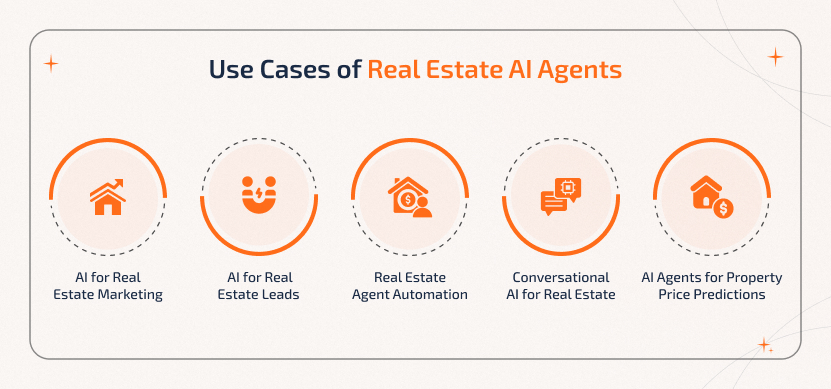 Use Cases of Real Estate AI Agents
AI for Real
Estate Marketing
AI for Real
Estate Leads
Real Estate
Agent Automation
Conversational
AI for Real Estate
AI Agents for Property
Price Predictions